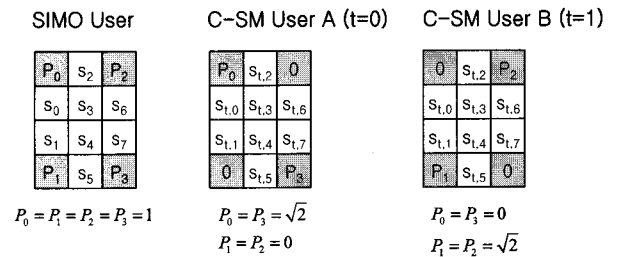 SIMO User
C-SM User A (t=0)
C-SM User B (t=1)
P₀ S₂ P₂
S₀ S₃ S₆
S₁ S₄ S₇
P₁ S₅ P₃
P₀ = P₁ = P₂ = P₃ = 1
P₀ Sₜ,₂ 0
Sₜ,₀ Sₜ,₃ Sₜ,₆
Sₜ,₁ Sₜ,₄ Sₜ,₇
0 Sₜ,₅ P₃
P₀ = P₃ = √2
P₁ = P₂ = 0
0 Sₜ,₂ P₂
Sₜ,₀ Sₜ,₃ Sₜ,₆
Sₜ,₁ Sₜ,₄ Sₜ,₇
P₁ Sₜ,₅ 0
P₀ = P₃ = 0
P₁ = P₂ = √2